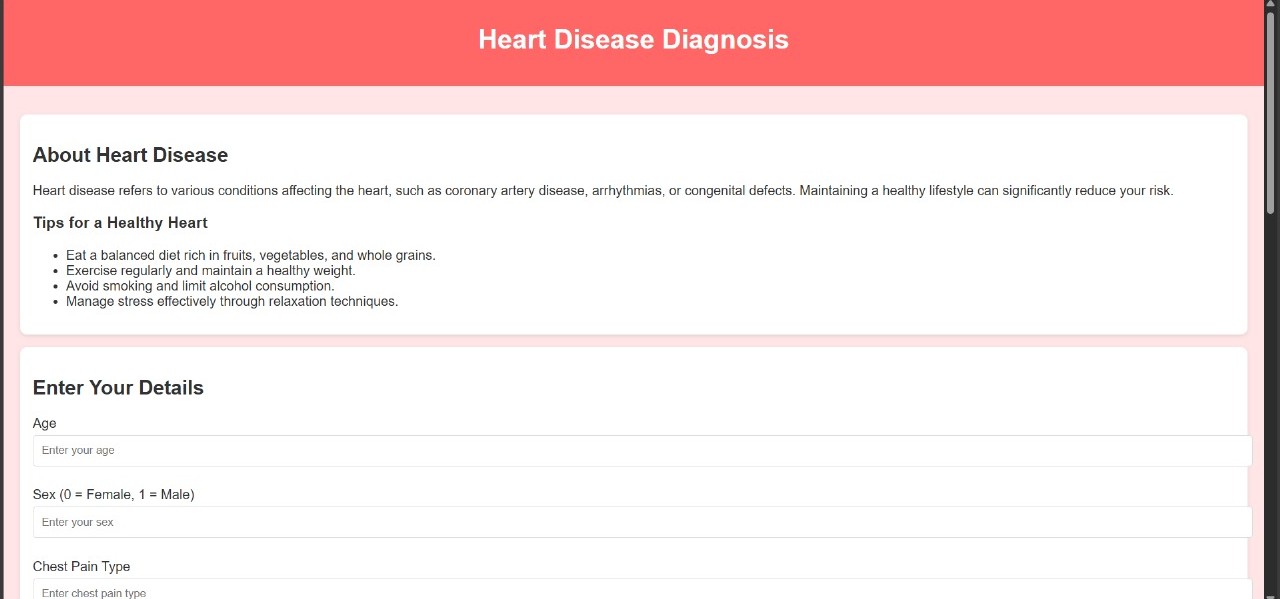 Heart Disease Diagnosis
About Heart Disease
Heart disease refers to various conditions affecting the heart, such as coronary artery disease, arrhythmias, or congenital defects. Maintaining a healthy lifestyle can significantly reduce your risk.
Tips for a Healthy Heart
• Eat a balanced diet rich in fruits, vegetables, and whole grains.
• Exercise regularly and maintain a healthy weight.
• Avoid smoking and limit alcohol consumption.
• Manage stress effectively through relaxation techniques.
Enter Your Details
Age
Enter your age
Sex (0 = Female, 1 = Male)
Enter your sex
Chest Pain Type
Enter chest pain type